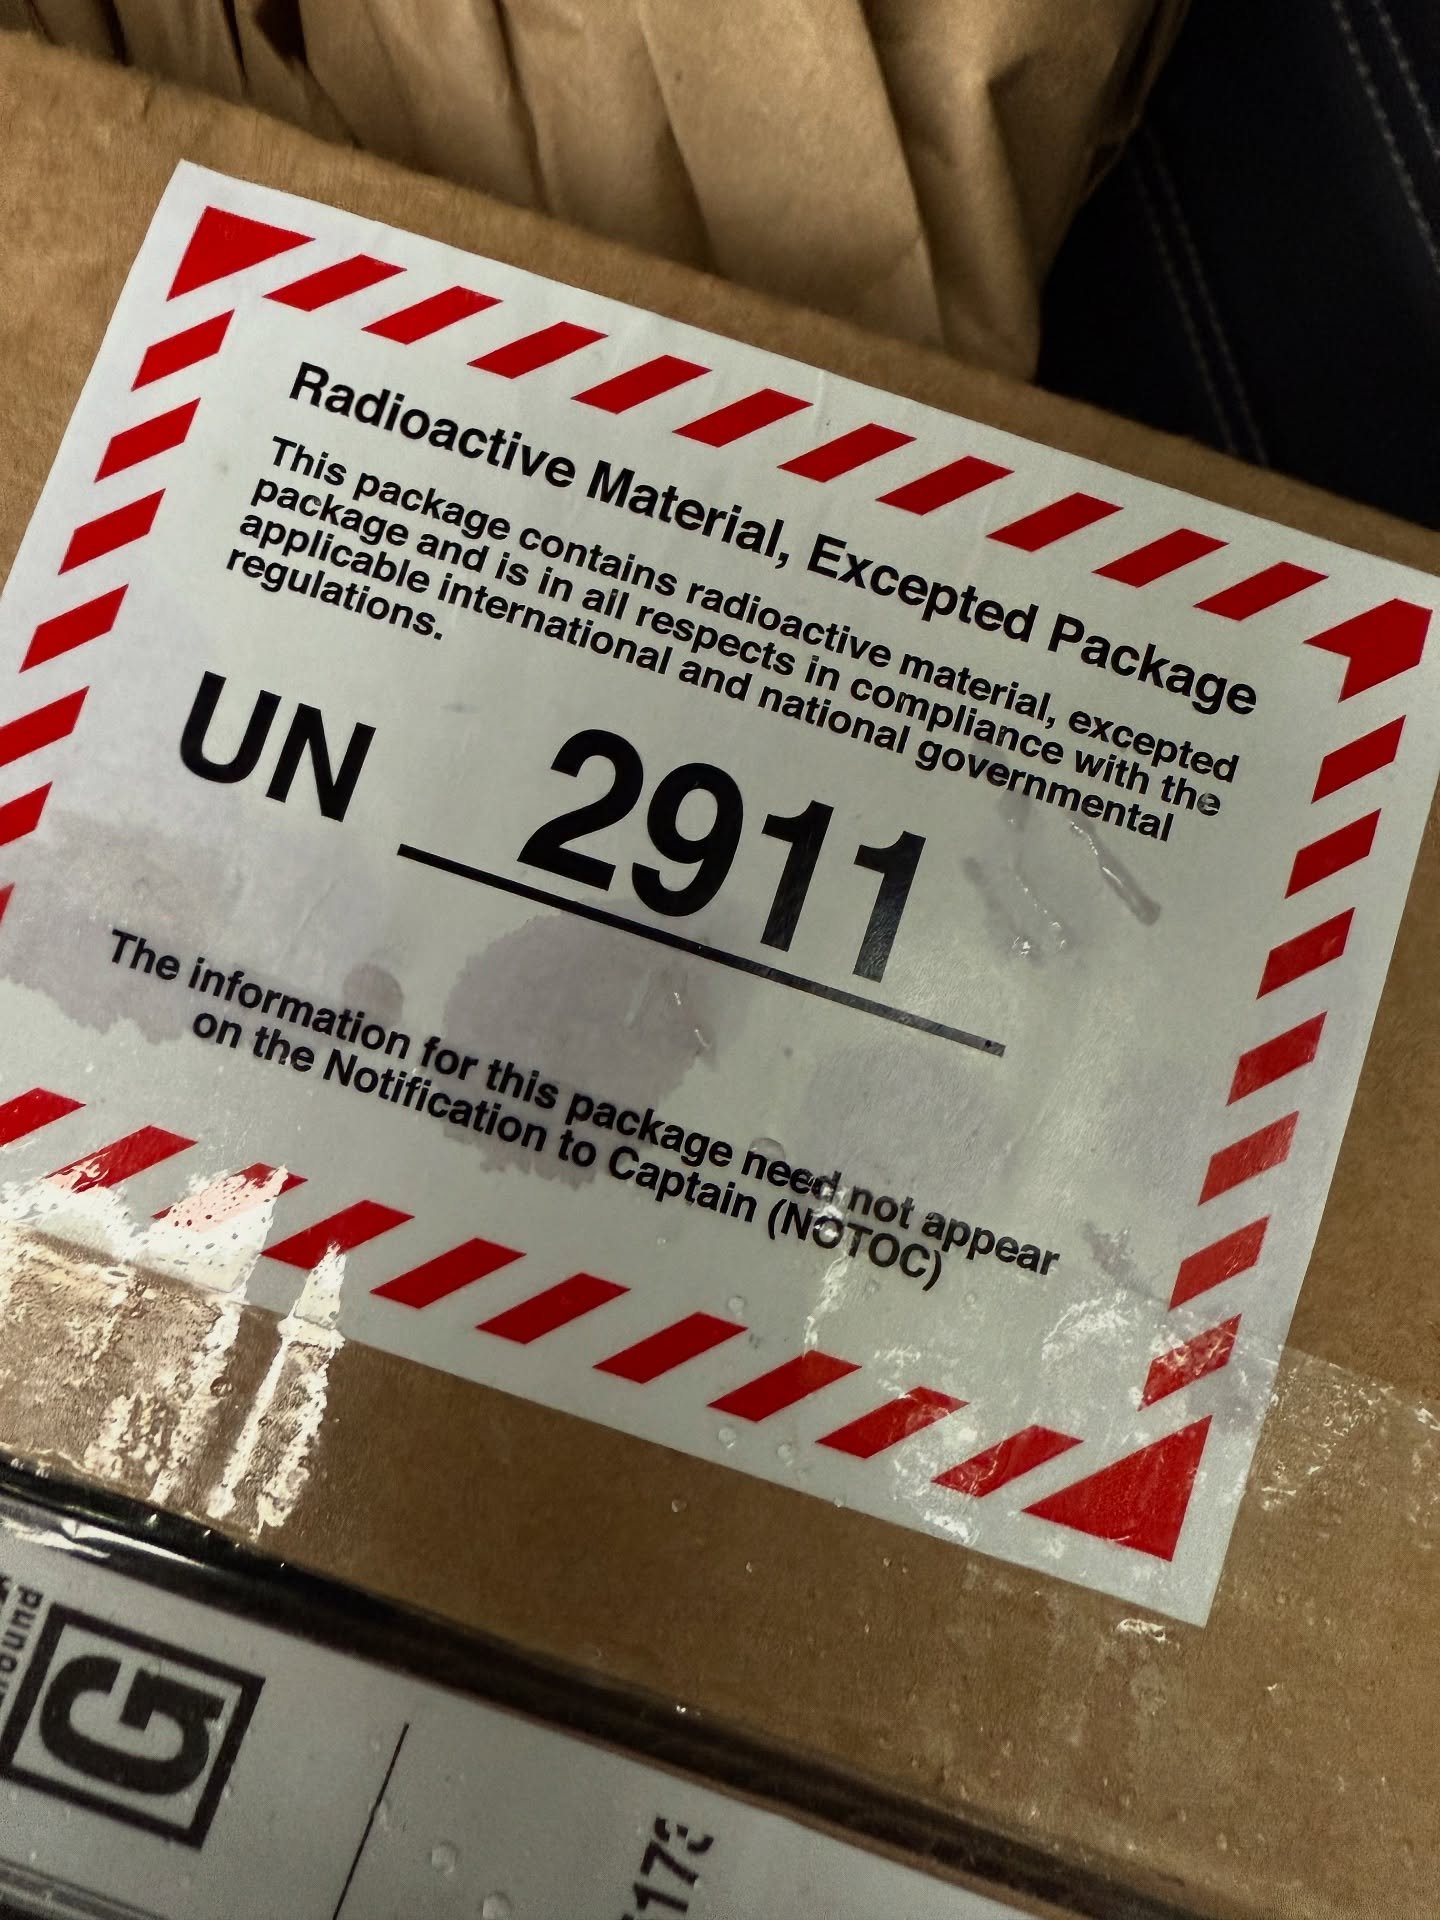 Radioactive Material, Excepted Package
This package contains radioactive material, excepted
package and is in all respects in compliance with the
applicable international and national governmental
regulations.
UN 2911
The information for this package need not appear
on the Notification to Captain (NOTOC)
G